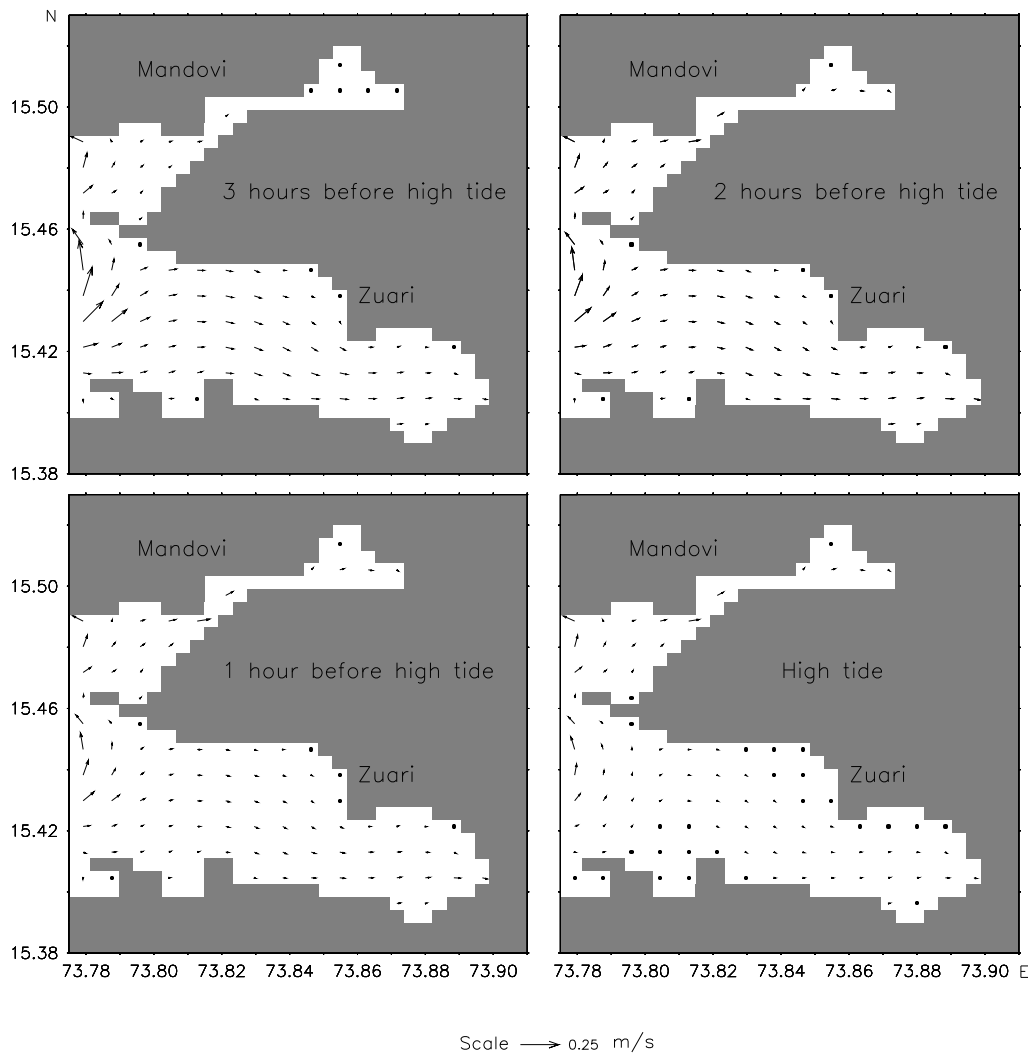 N
Mandovi
Mandovi
15.50
3 hours before high tide
2 hours before high tide
15.46
Zuari
Zuari
15.42
15.38
Mandovi
Mandovi
15.50
1 hour before high tide
High tide
15.46
Zuari
Zuari
15.42
15.38
73.78 73.80 73.82 73.84 73.86 73.88 73.90
73.78 73.80 73.82 73.84 73.86 73.88 73.90 E
Scale 0.25 m/s